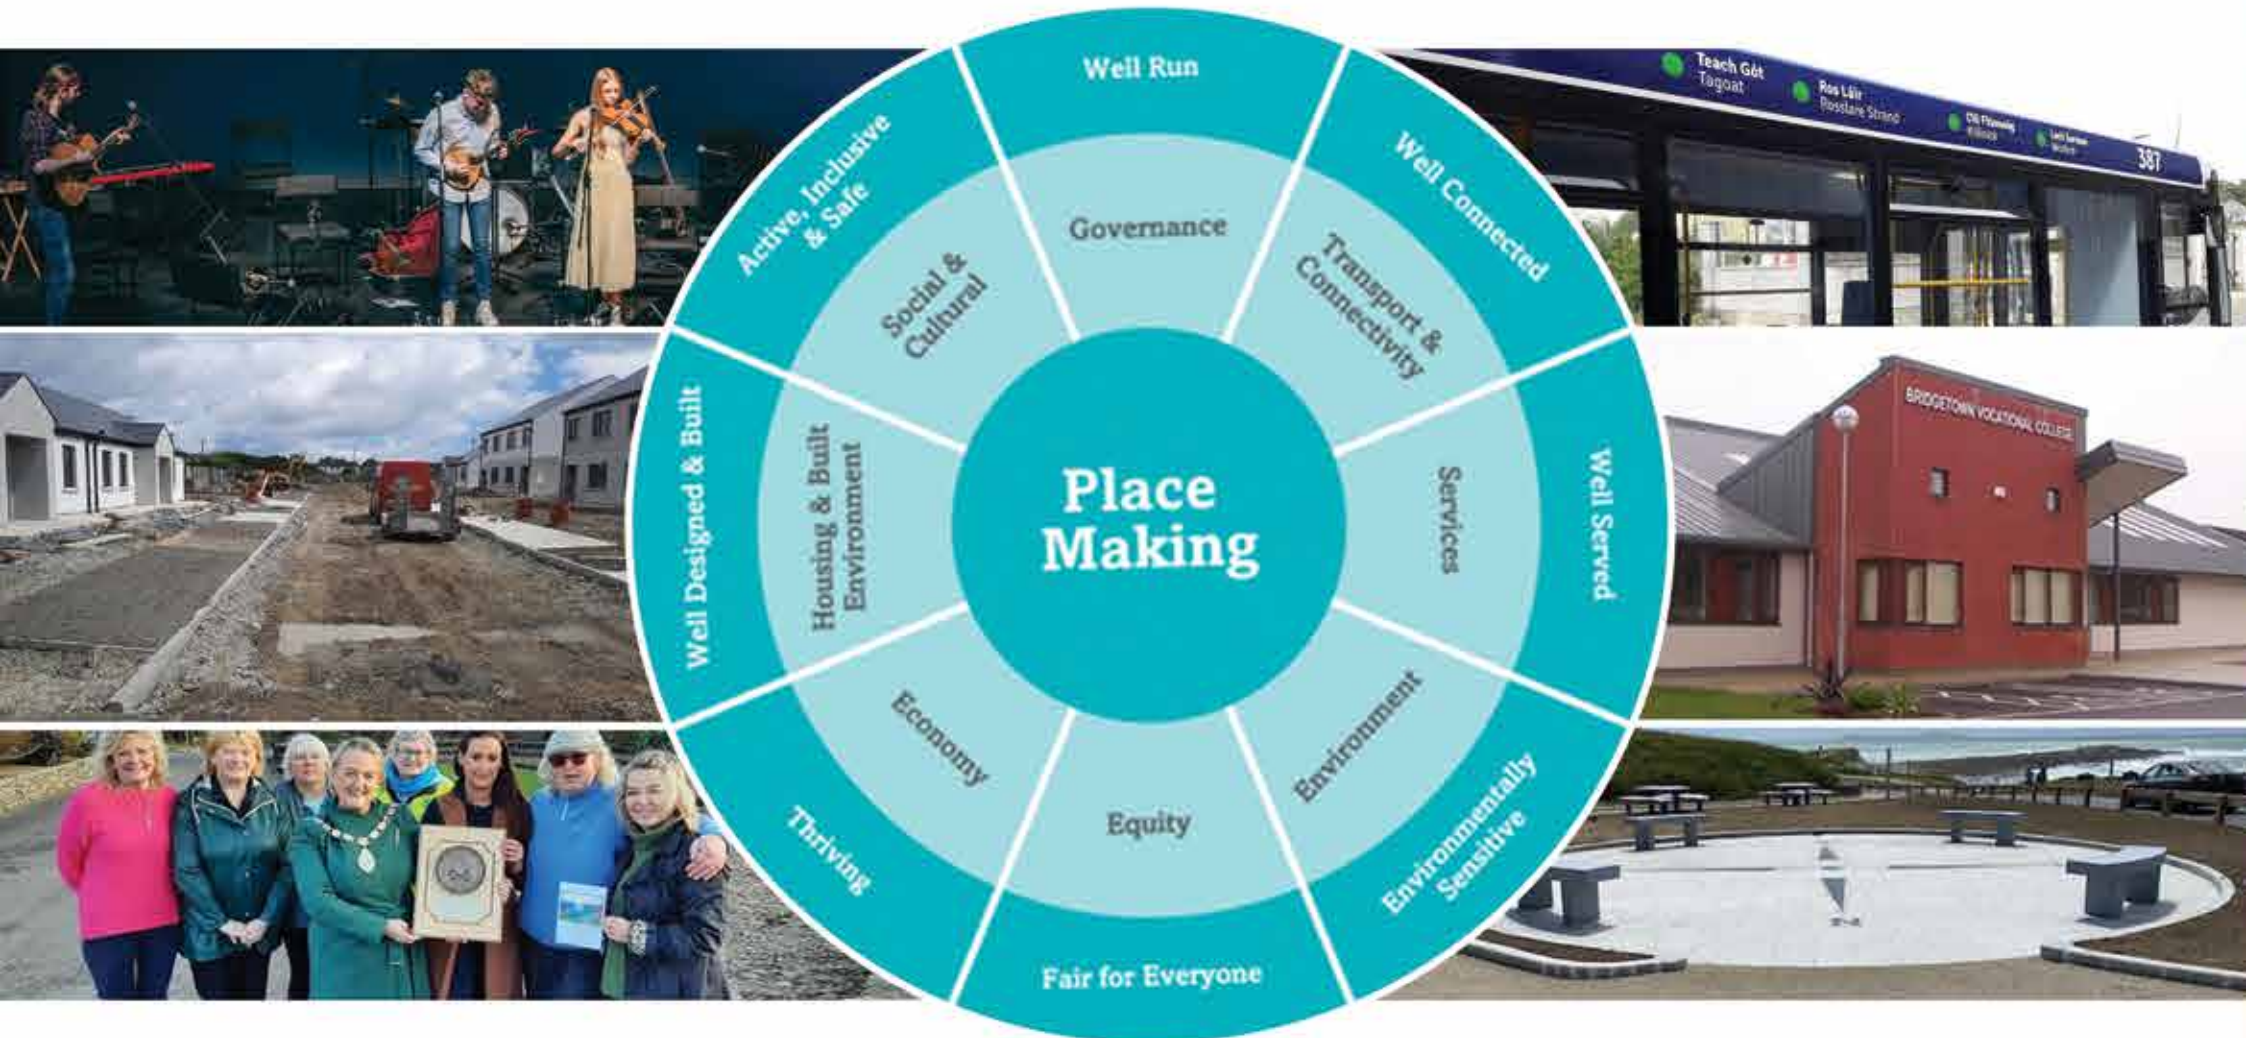 Well Run
Well Connected
Well Served
Environmentally
Sensitive
Fair for Everyone
Thriving
Well Designed & Built
Active, Inclusive
& Safe
Governance
Transport &
Connectivity
Services
Environment
Equity
Economy
Housing & Built
Environment
Social &
Cultural
Place
Making
Teach Gót
Tagoat
Ros Láir
Rosslare Strand
387
BRIDGETOWN VOCATIONAL COLLEGE